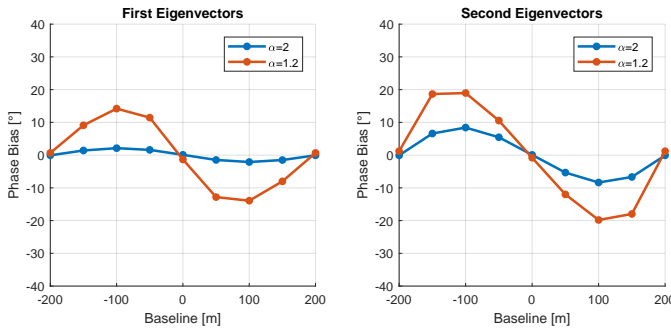 First Eigenvectors
40
30
20
10
0
-10
-20
-30
-40
Phase Bias [°]
α=2
α=1.2
-200
-100
0
100
200
Baseline [m]
Second Eigenvectors
40
30
20
10
0
-10
-20
-30
-40
Phase Bias [°]
α=2
α=1.2
-200
-100
0
100
200
Baseline [m]